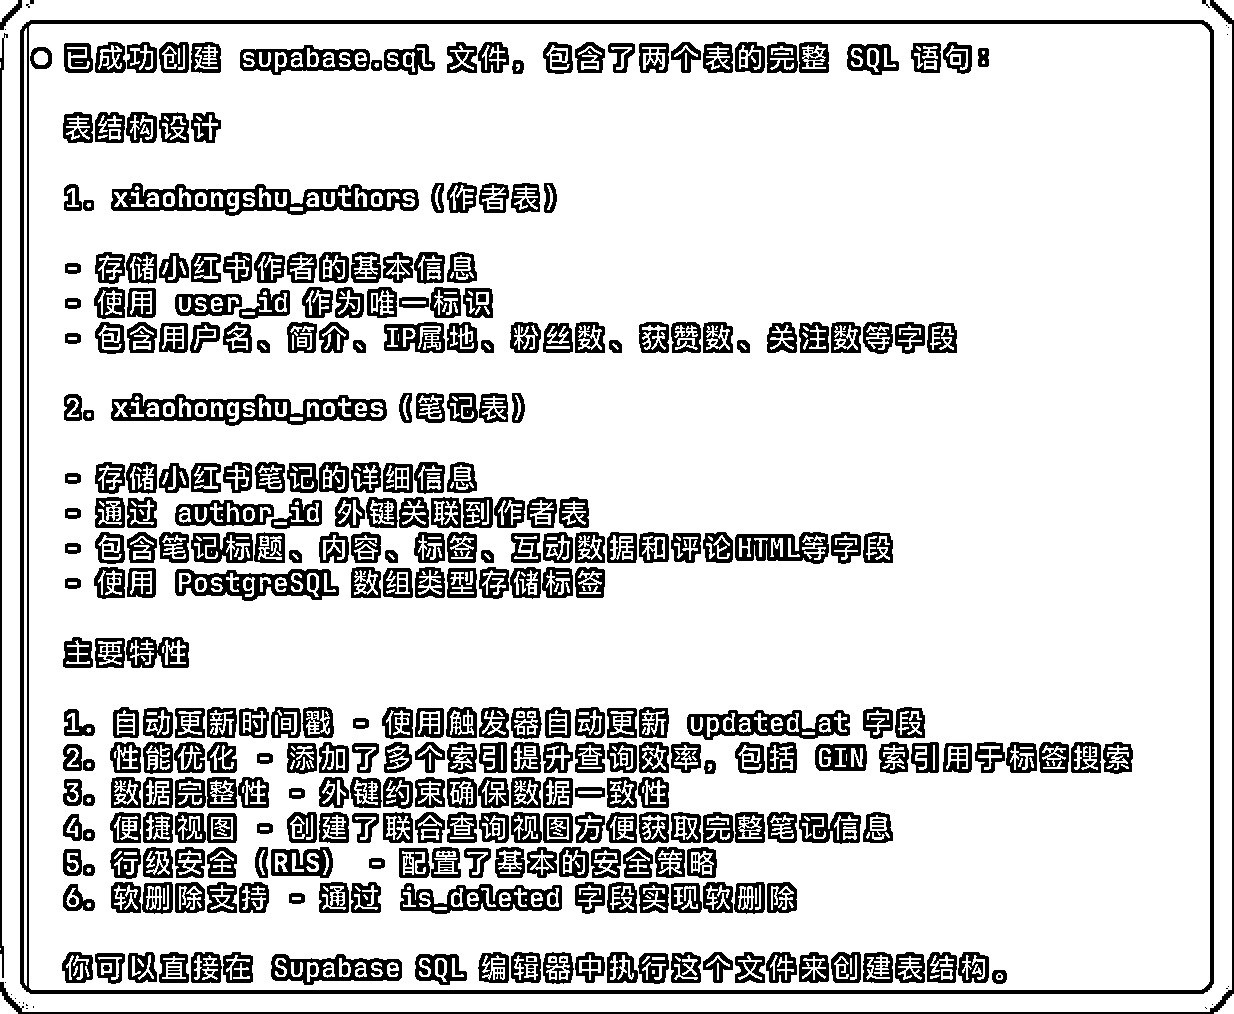 已成功创建 supabase.sql 文件，包含了两个表的完整 SQL 语句：
表结构设计
1. xiaohongshu_authors（作者表）
- 存储小红书作者的基本信息
- 使用 user_id 作为唯一标识
- 包含用户名、简介、IP属地、粉丝数、获赞数、关注数等字段
2. xiaohongshu_notes（笔记表）
- 存储小红书笔记的详细信息
- 通过 author_id 外键关联到作者表
- 包含笔记标题、内容、标签、互动数据和评论HTML等字段
- 使用 PostgreSQL 数组类型存储标签
主要特性
1. 自动更新时间戳 - 使用触发器自动更新 updated_at 字段
2. 性能优化 - 添加了多个索引提升查询效率，包括 GIN 索引用于标签搜索
3. 数据完整性 - 外键约束确保数据一致性
4. 便捷视图 - 创建了联合查询视图方便获取完整笔记信息
5. 行级安全（RLS） - 配置了基本的安全策略
6. 软删除支持 - 通过 is_deleted 字段实现软删除
你可以直接在 Supabase SQL 编辑器中执行这个文件来创建表结构。